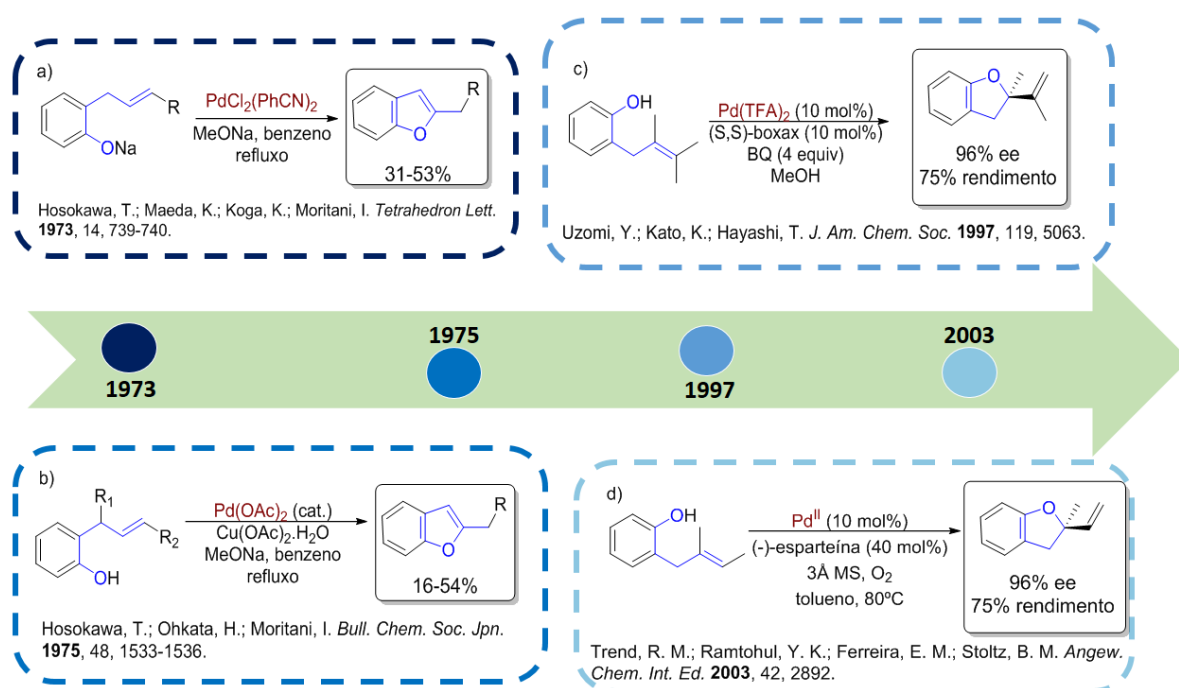 a)
R
ONa
PdCl2(PhCN)2
MeONa, benzeno
refluxo
R
O
31-53%
Hosokawa, T.; Maeda, K.; Koga, K.; Moritani, I. Tetrahedron Lett.
1973, 14, 739-740.
c)
OH
Pd(TFA)2 (10 mol%)
(S,S)-boxax (10 mol%)
BQ (4 equiv)
MeOH
O
96% ee
75% rendimento
Uzomi, Y.; Kato, K.; Hayashi, T. J. Am. Chem. Soc. 1997, 119, 5063.
1973
1975
1997
2003
b)
R1
R2
OH
Pd(OAc)2 (cat.)
Cu(OAc)2.H2O
MeONa, benzeno
refluxo
R
O
16-54%
Hosokawa, T.; Ohkata, H.; Moritani, I. Bull. Chem. Soc. Jpn.
1975, 48, 1533-1536.
d)
OH
PdII (10 mol%)
(-)-esparteína (40 mol%)
3Å MS, O2
tolueno, 80ºC
O
96% ee
75% rendimento
Trend, R. M.; Ramtohul, Y. K.; Ferreira, E. M.; Stoltz, B. M. Angew.
Chem. Int. Ed. 2003, 42, 2892.